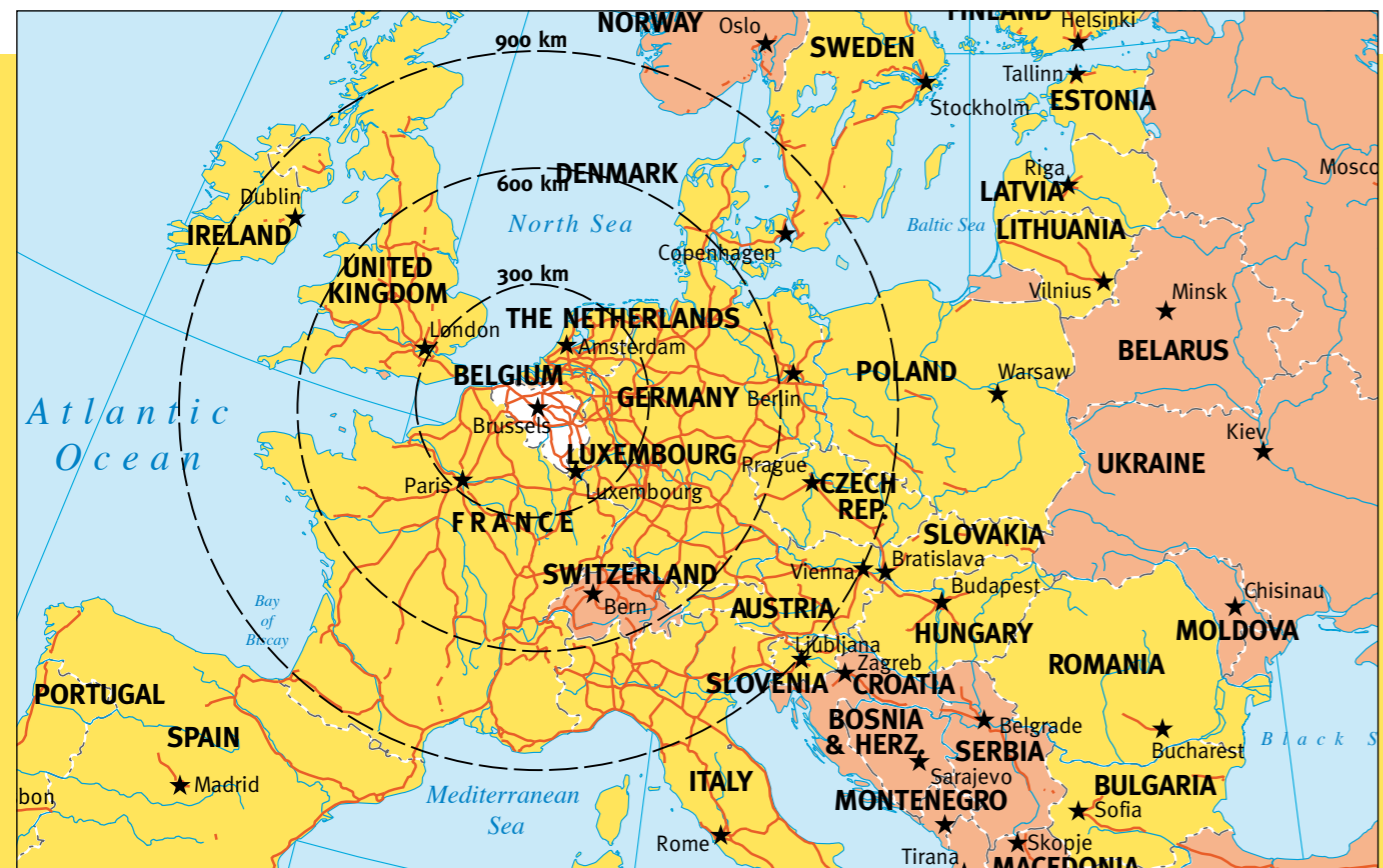 NORWAY
Oslo
FINLAND
Helsinki
900 km
SWEDEN
Tallinn
ESTONIA
Stockholm
DENMARK
600 km
Riga
LATVIA
Mosco
Dublin
IRELAND
North Sea
Baltic Sea
LITHUANIA
Copenhagen
UNITED
KINGDOM
300 km
Vilnius
Minsk
THE NETHERLANDS
London
Amsterdam
BELARUS
BELGIUM
GERMANY
Berlin
POLAND
Warsaw
Atlantic
Ocean
Brussels
Kiev
LUXEMBOURG
Prague
UKRAINE
Paris
Luxembourg
CZECH
REP.
FRANCE
SLOVAKIA
Bratislava
SWITZERLAND
Vienna
Budapest
Bern
AUSTRIA
Chisinau
Bay
of
Biscay
HUNGARY
MOLDOVA
Ljubljana
Zagreb
ROMANIA
PORTUGAL
SLOVENIA
CROATIA
SPAIN
BOSNIA
& HERZ.
Belgrade
SERBIA
Bucharest
Black S
Madrid
ITALY
Sarajevo
BULGARIA
bon
Mediterranean
Sea
MONTENEGRO
Sofia
Rome
Skopje
Tirana
MACEDONIA